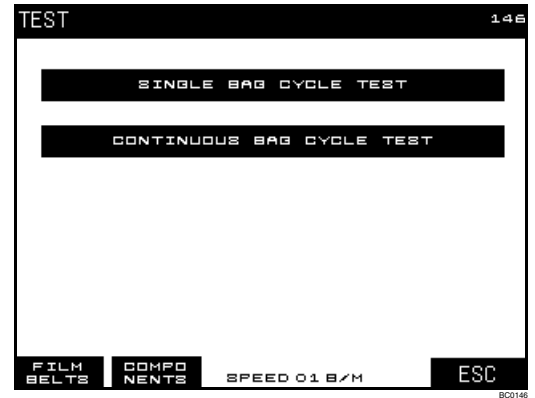 TEST 146
SINGLE BAG CYCLE TEST
CONTINUOUS BAG CYCLE TEST
FILM BELTS
COMPO NENTS
SPEED 01 B/M
ESC
BC0146